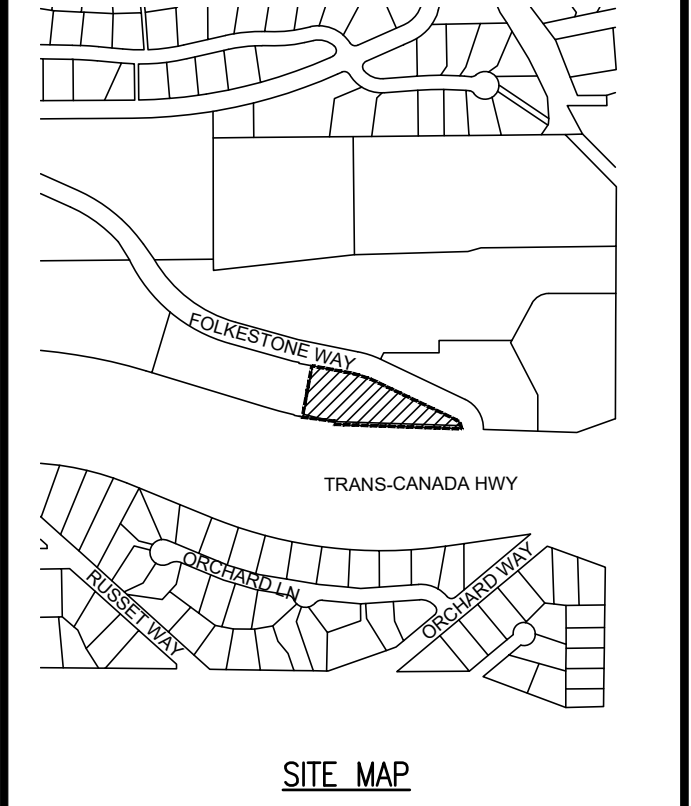 FOLKESTONE WAY
TRANS-CANADA HWY
ORCHARD LN
ORCHARD WAY
RUSSET WAY
SITE MAP